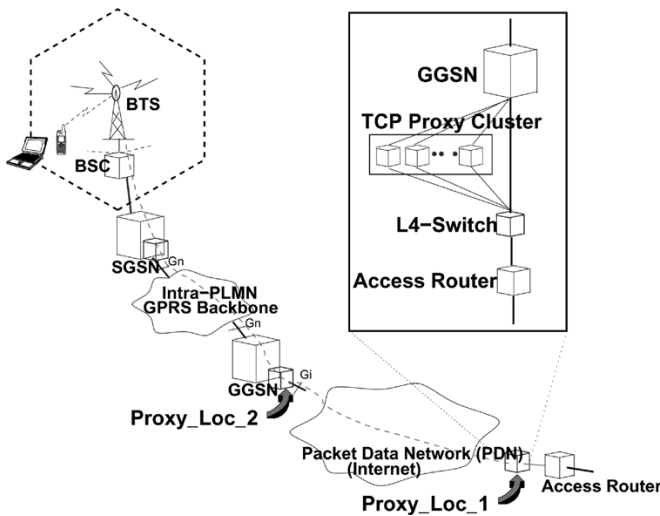 BTS
BSC
SGSN
Gn
Intra-PLMN
GPRS Backbone
Gn
GGSN
Gi
Proxy_Loc_2
Packet Data Network (PDN)
(Internet)
Proxy_Loc_1
Access Router
GGSN
TCP Proxy Cluster
L4-Switch
Access Router